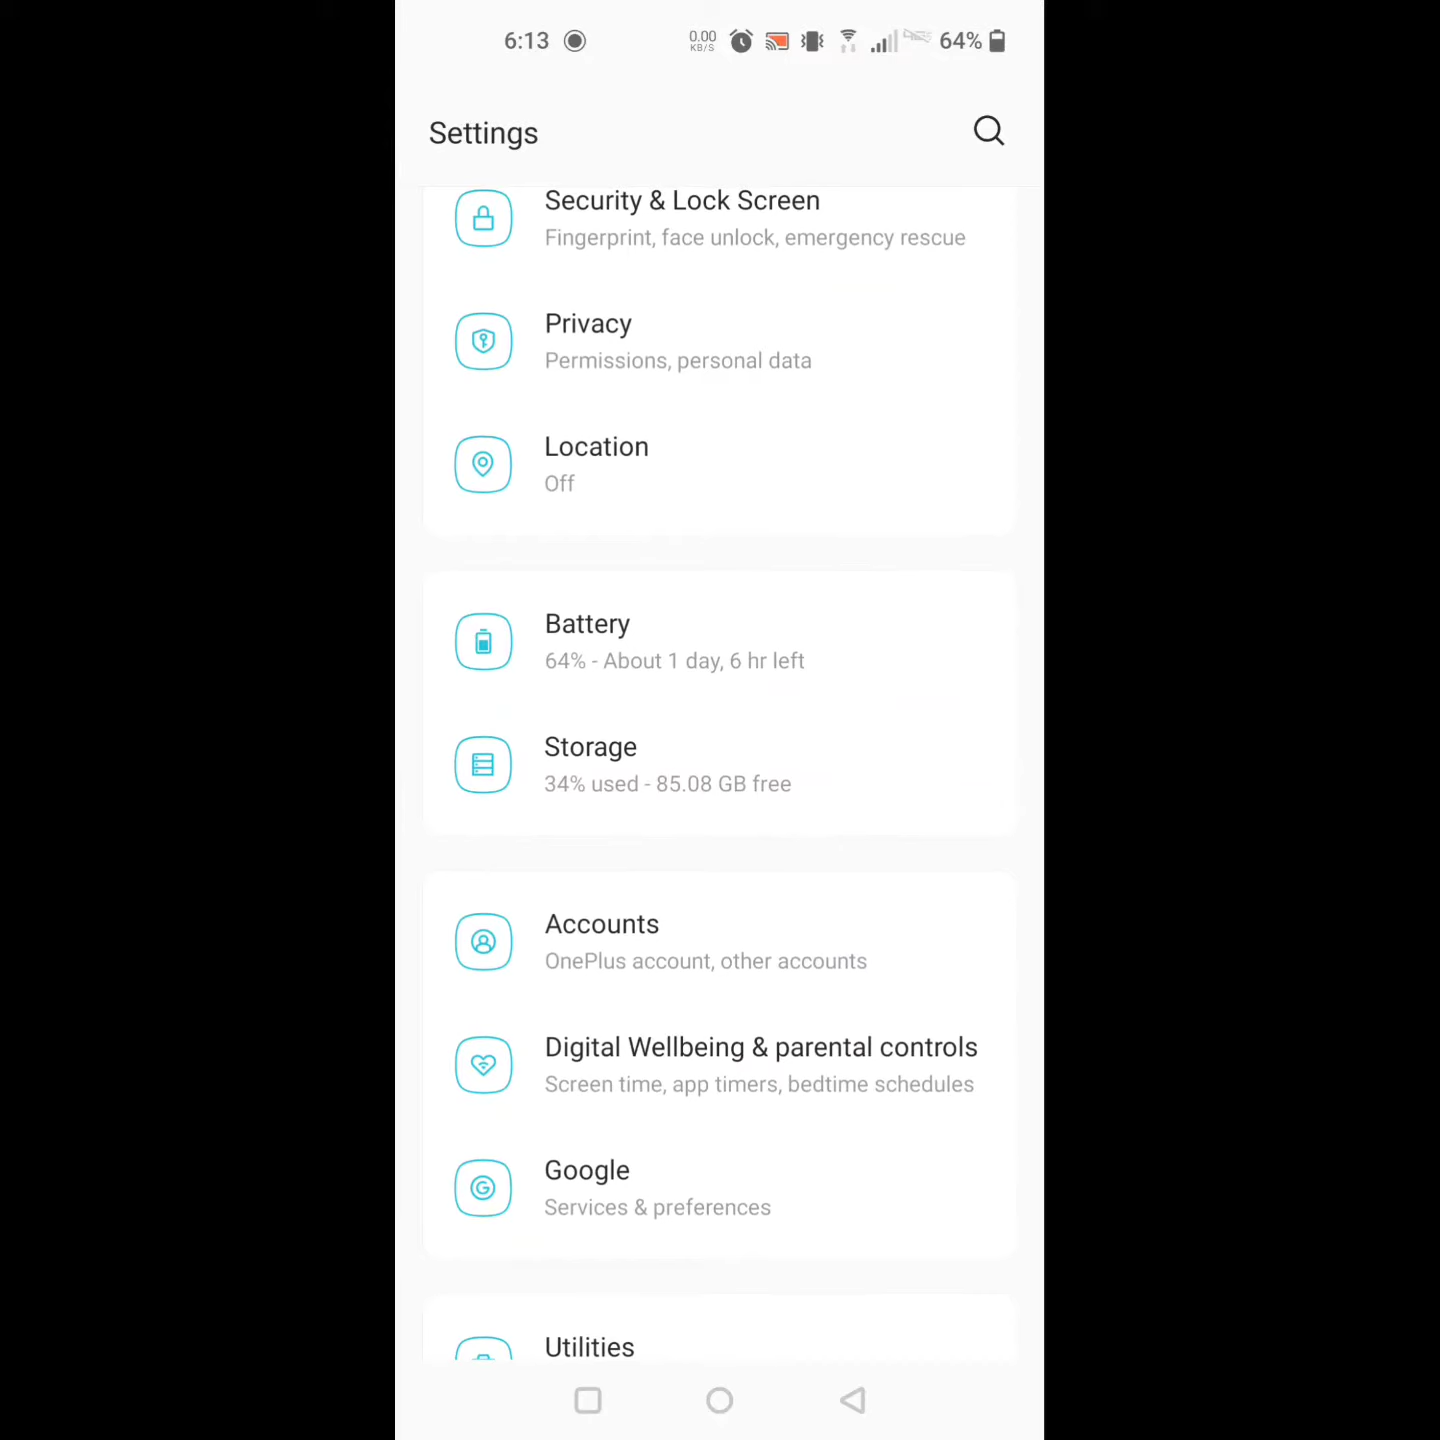 6:13 0.00 64%
KB/S
Settings
Security & Lock Screen
Fingerprint, face unlock, emergency rescue
Privacy
Permissions, personal data
Location
Off
Battery
64% - About 1 day, 6 hr left
Storage
34% used - 85.08 GB free
Accounts
OnePlus account, other accounts
Digital Wellbeing & parental controls
Screen time, app timers, bedtime schedules
Google
Services & preferences
Utilities